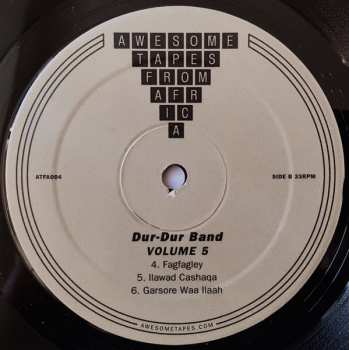 AWESOME
TAPES
FROM
AFR
IC
A
ATFA004
SIDE B 33RPM
Dur-Dur Band
VOLUME 5
4. Fagfagley
5. Ilawad Cashaqa
6. Garsore Waa Ilaah
AWESOMETAPES.COM